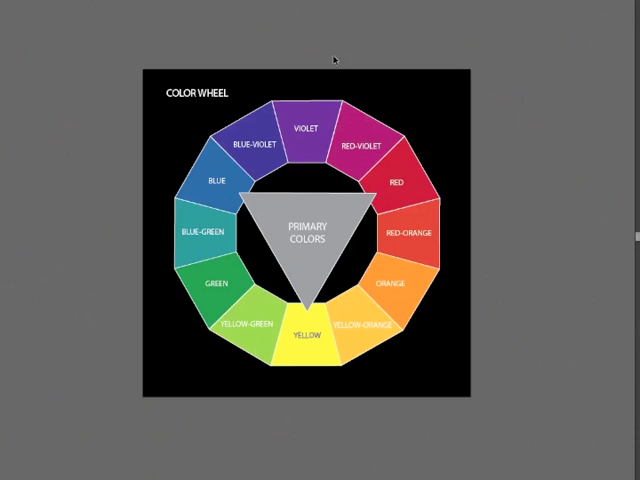 COLOR WHEEL
VIOLET
BLUE-VIOLET
RED-VIOLET
BLUE
RED
PRIMARY
COLORS
BLUE-GREEN
RED-ORANGE
GREEN
ORANGE
YELLOW-GREEN
YELLOW-ORANGE
YELLOW